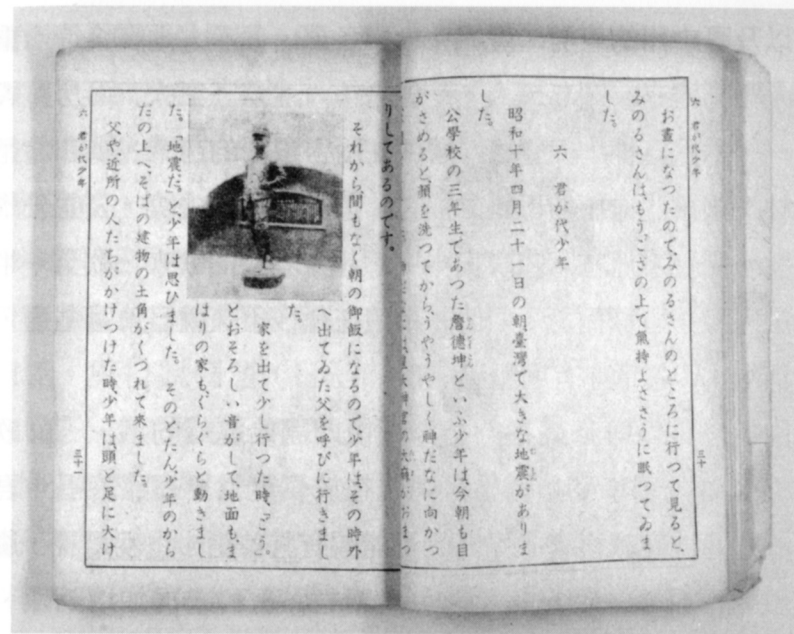 六 君が代少年
三十
お晝になつたので、みのるさんのところに行つて見ると、
みのるさんは、もう、ござの上で氣持よささうに眠つてゐま
した。
六 君が代少年
昭和十年四月二十一日の朝、臺灣で大きな地震がありま
した。
公學校の三年生であつた詹德坤といふ少年は、今朝も目
がさめると、顏を洗つてから、うやうやしく神だなに向かつ
りしてあるのです。
それから、間もなく朝の御飯になるので、少年は、その時外
へ出てゐた父を呼びに行きまし
た。
家を出て少し行つた時、「ごう。」
とおそろしい音がして、地面も、ま
はりの家も、ぐらぐらと動きまし
た。「地震だ。」と、少年は思ひました。そのとたん、少年のから
だの上へ、そばの建物の土角がくづれて來ました。
父や、近所の人たちがかけつけた時、少年は、頭と足に大け
六 君が代少年
三十一